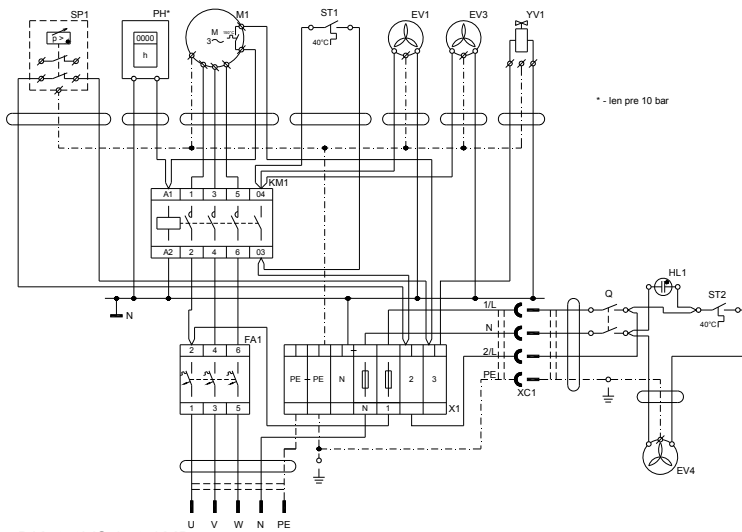 SP1 PH* M1 ST1 EV1 EV3 YV1
p > 0000 M 160°C
h 3 40°C
* - len pre 10 bar
KM1
A1 1 3 5 04
A2 2 4 6 03
HL1
Q ST2
1/L
N 40°C
N
FA1 2/L
2 4 6
PE PE N 2 3 PE
XC1
1 3 5 N 1 X1
EV4
U V W N PE